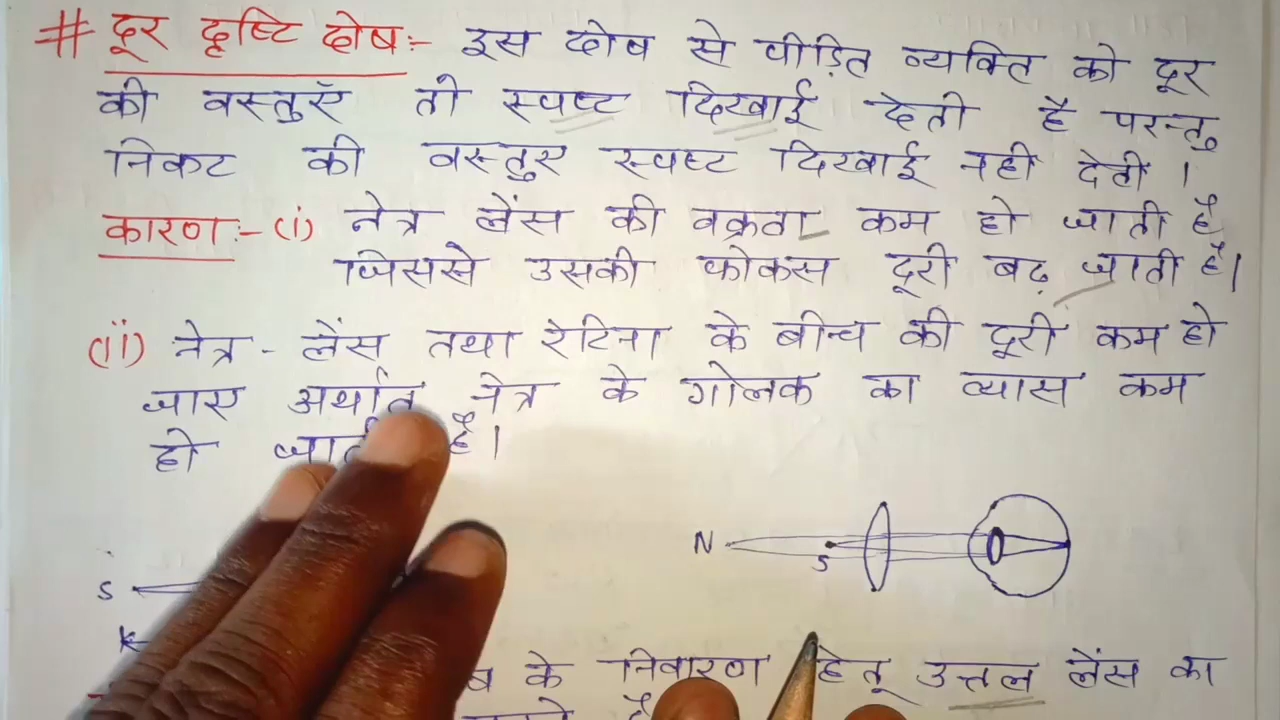 # दूर दृष्टि दोष:- इस दोष से पीड़ित व्यक्ति को दूर
की वस्तुएँ तो स्पष्ट दिखाई देती है परन्तु
निकट की वस्तुए स्पष्ट दिखाई नही देती ।
कारण:- (i) नेत्र लेंस की वक्रता कम हो जाती है
जिससे उसकी फोकस दूरी बढ़ जाती है।
(ii) नेत्र - लेंस तथा रेटिना के बीच की दूरी कम हो
जाए अर्थात नेत्र के गोलक का व्यास कम
हो है।
N S
S
के निवारण हेतू उत्तल लेंस का